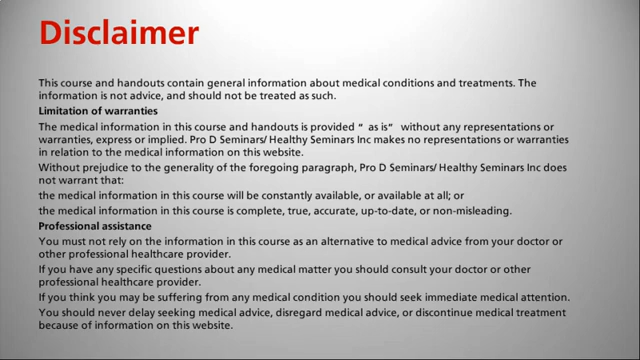 Disclaimer
This course and handouts contain general information about medical conditions and treatments. The
information is not advice, and should not be treated as such.
Limitation of warranties
The medical information in this course and handouts is provided “ as is“ without any representations or
warranties, express or implied. Pro D Seminars/ Healthy Seminars Inc makes no representations or warranties
in relation to the medical information on this website.
Without prejudice to the generality of the foregoing paragraph, Pro D Seminars/ Healthy Seminars Inc does
not warrant that:
the medical information in this course will be constantly available, or available at all; or
the medical information in this course is complete, true, accurate, up-to-date, or non-misleading.
Professional assistance
You must not rely on the information in this course as an alternative to medical advice from your doctor or
other professional healthcare provider.
If you have any specific questions about any medical matter you should consult your doctor or other
professional healthcare provider.
If you think you may be suffering from any medical condition you should seek immediate medical attention.
You should never delay seeking medical advice, disregard medical advice, or discontinue medical treatment
because of information on this website.